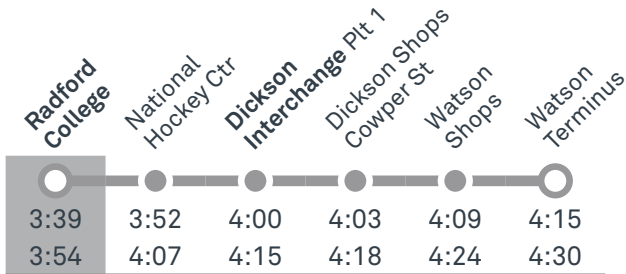 Radford
College
National
Hockey Ctr
Dickson
Interchange Plt 1
Dickson Shops
Cowper St
Watson
Shops
Watson
Terminus
3:39 3:52 4:00 4:03 4:09 4:15
3:54 4:07 4:15 4:18 4:24 4:30